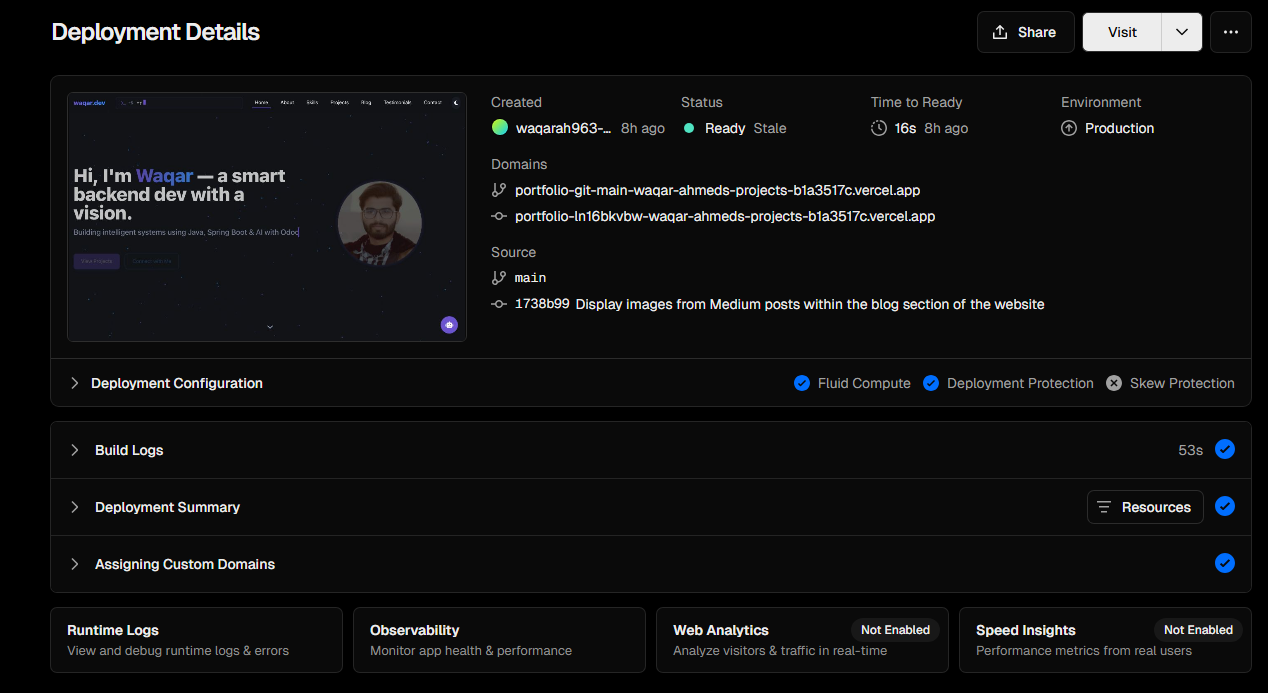 Deployment Details
Share
Visit
waqar.dev
Home About Skills Projects Blog Testimonials Contact
Hi, I'm Waqar — a smart
backend dev with a
vision.
Building intelligent systems using Java, Spring Boot & AI with Odoo
View Projects
Created
waqarah963-... 8h ago
Status
Ready Stale
Time to Ready
16s 8h ago
Environment
Production
Domains
portfolio-git-main-waqar-ahmeds-projects-b1a3517c.vercel.app
portfolio-ln16bkvbw-waqar-ahmeds-projects-b1a3517c.vercel.app
Source
main
1738b99 Display images from Medium posts within the blog section of the website
Deployment Configuration
Fluid Compute Deployment Protection Skew Protection
Build Logs 53s
Deployment Summary Resources
Assigning Custom Domains
Runtime Logs
View and debug runtime logs & errors
Observability
Monitor app health & performance
Web Analytics Not Enabled
Analyze visitors & traffic in real-time
Speed Insights Not Enabled
Performance metrics from real users